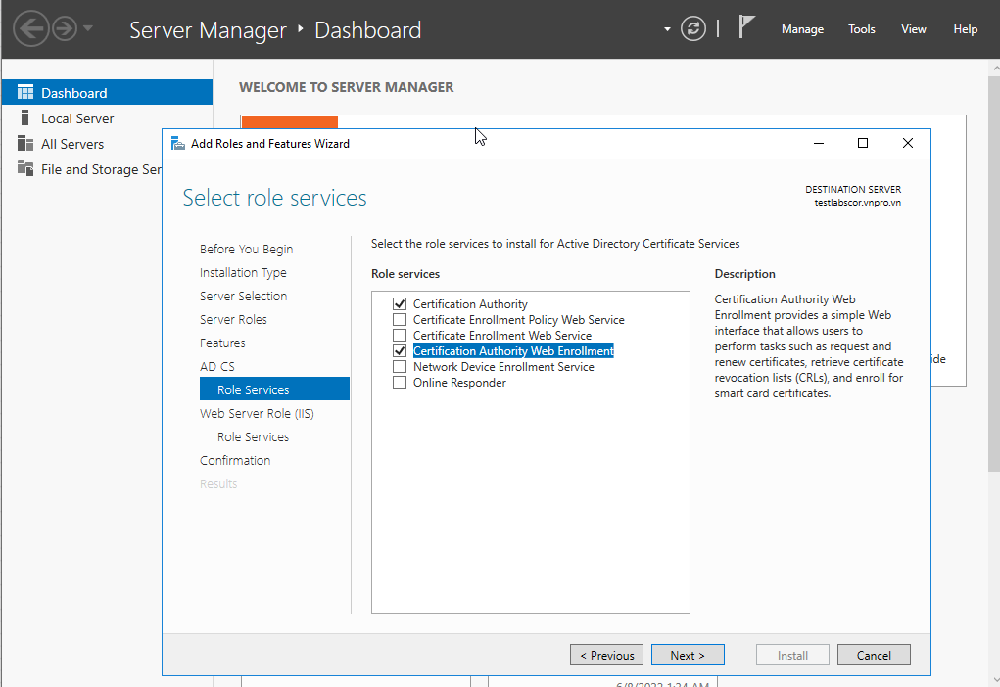 Server Manager ‣ Dashboard
Manage
Tools
View
Help
Dashboard
Local Server
All Servers
File and Storage Ser
WELCOME TO SERVER MANAGER
Add Roles and Features Wizard
Select role services
DESTINATION SERVER
testlabscor.vnpro.vn
Before You Begin
Installation Type
Server Selection
Server Roles
Features
AD CS
Role Services
Web Server Role (IIS)
Role Services
Confirmation
Results
Select the role services to install for Active Directory Certificate Services
Role services
Certification Authority
Certificate Enrollment Policy Web Service
Certificate Enrollment Web Service
Certification Authority Web Enrollment
Network Device Enrollment Service
Online Responder
Description
Certification Authority Web
Enrollment provides a simple Web
interface that allows users to
perform tasks such as request and
renew certificates, retrieve certificate
revocation lists (CRLs), and enroll for
smart card certificates.
ide
< Previous
Next >
Install
Cancel